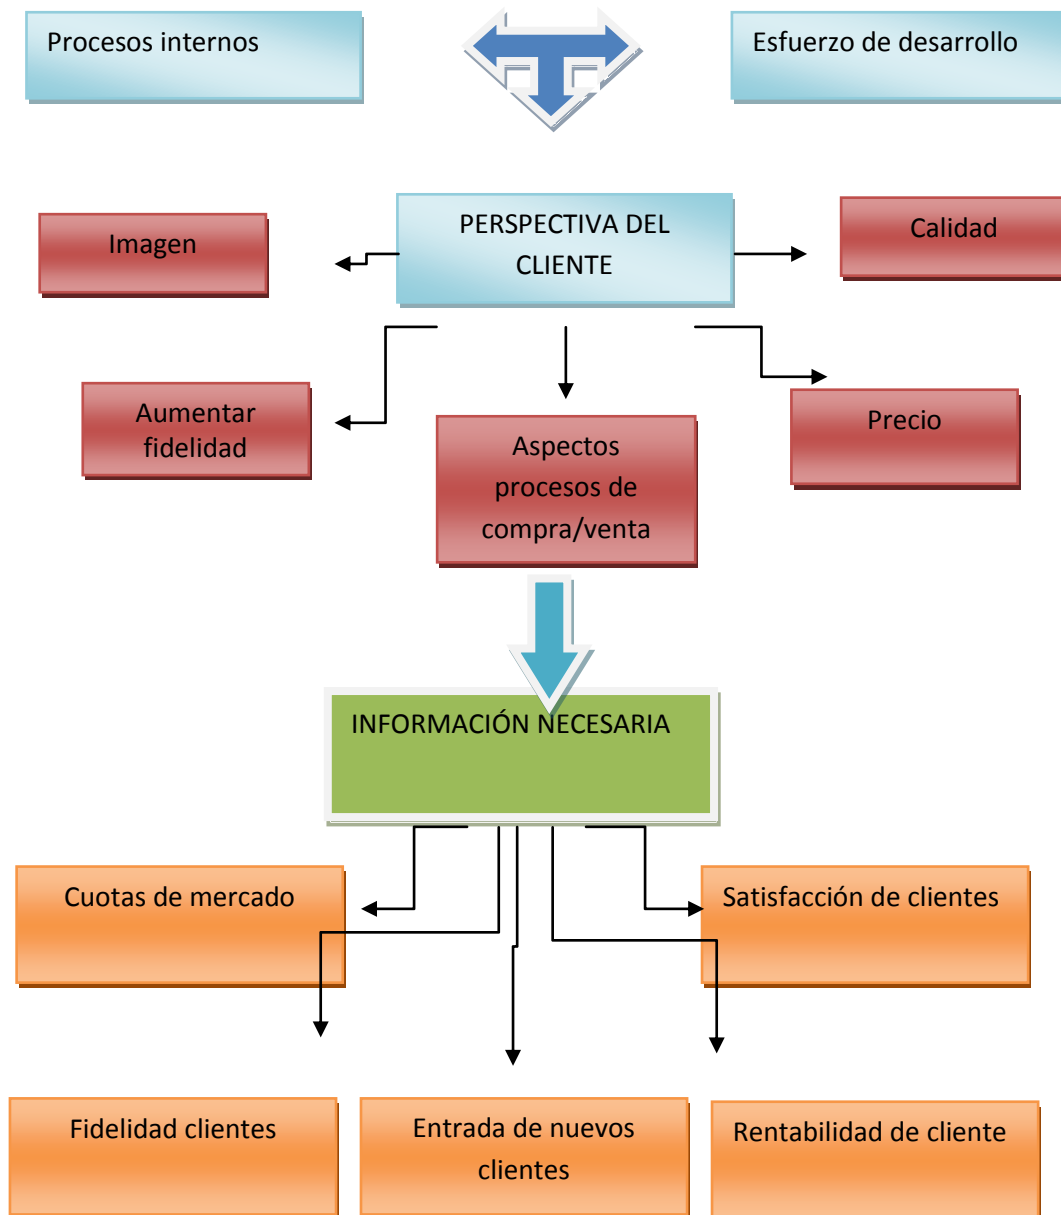 Procesos internos
Esfuerzo de desarrollo
PERSPECTIVA DEL
CLIENTE
Imagen
Calidad
Aumentar
fidelidad
Aspectos
procesos de
compra/venta
Precio
INFORMACIÓN NECESARIA
Cuotas de mercado
Satisfacción de clientes
Fidelidad clientes
Entrada de nuevos
clientes
Rentabilidad de cliente